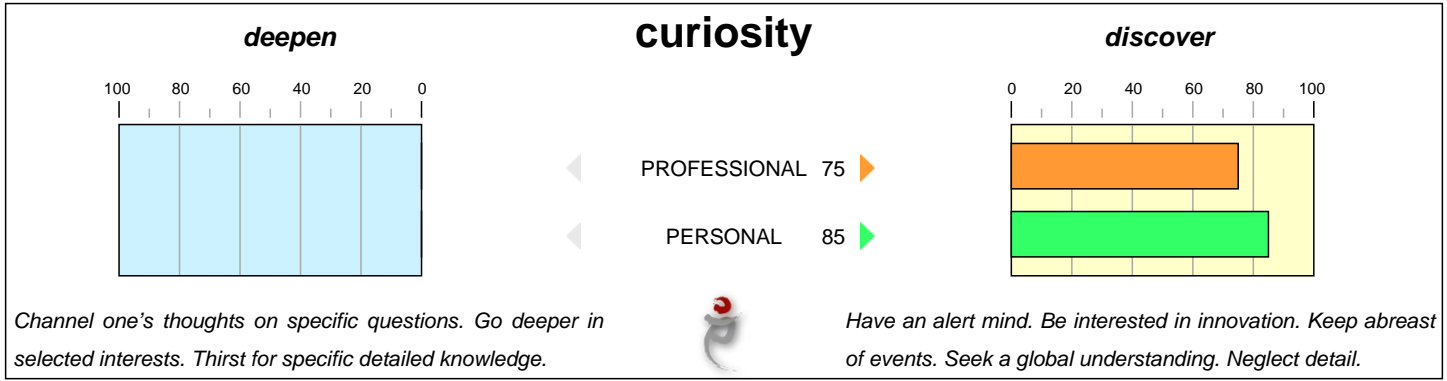 curiosity
deepen
discover
100 80 60 40 20 0
0 20 40 60 80 100
PROFESSIONAL 75
PERSONAL 85
Channel one's thoughts on specific questions. Go deeper in
selected interests. Thirst for specific detailed knowledge.
Have an alert mind. Be interested in innovation. Keep abreast
of events. Seek a global understanding. Neglect detail.